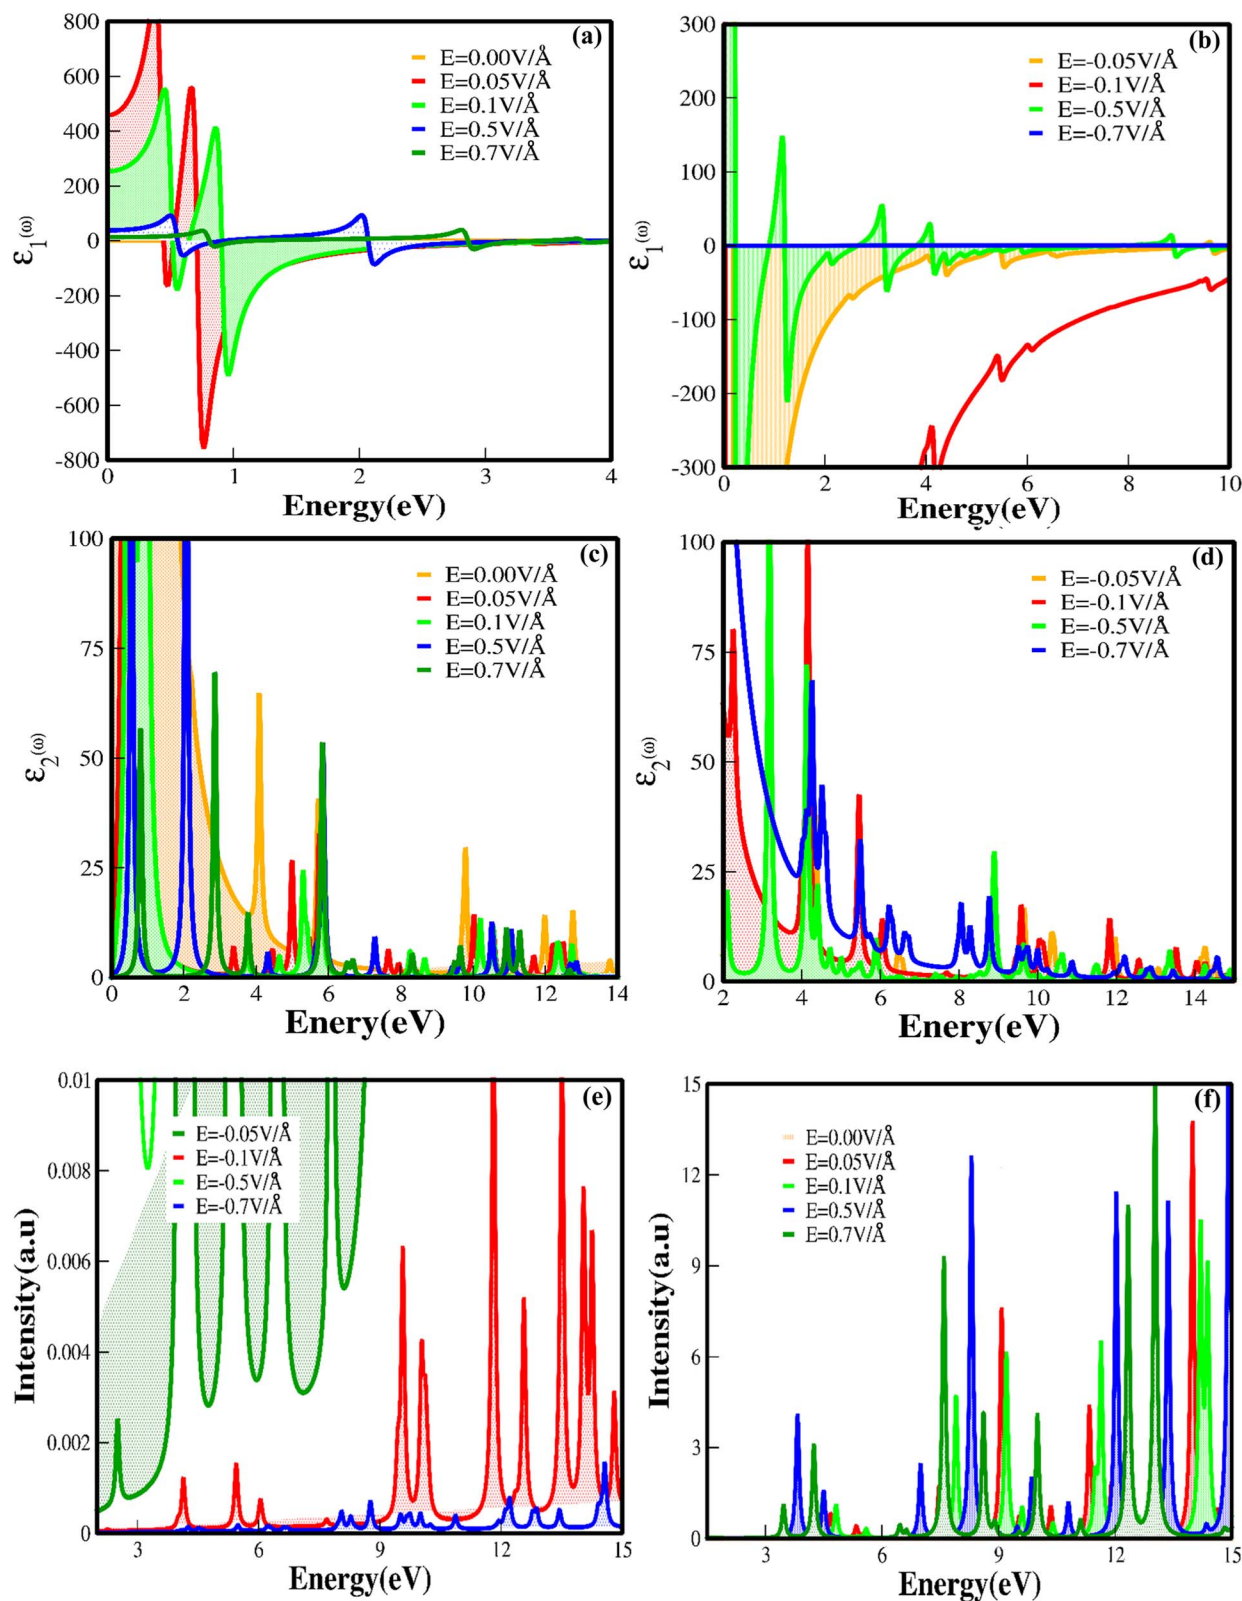 (a)
E=0.00V/Å
E=0.05V/Å
E=0.1V/Å
E=0.5V/Å
E=0.7V/Å
800
600
400
200
0
-200
-400
-600
-800
ε1(ω)
0 1 2 3 4
Energy(eV)
(b)
E=-0.05V/Å
E=-0.1V/Å
E=-0.5V/Å
E=-0.7V/Å
300
200
100
0
-100
-200
-300
ε1(ω)
0 2 4 6 8 10
Energy(eV)
(c)
E=0.00V/Å
E=0.05V/Å
E=0.1V/Å
E=0.5V/Å
E=0.7V/Å
100
75
50
25
0
ε2(ω)
0 2 4 6 8 10 12 14
Enery(eV)
(d)
E=-0.05V/Å
E=-0.1V/Å
E=-0.5V/Å
E=-0.7V/Å
100
75
50
25
0
ε2(ω)
2 4 6 8 10 12 14
Enery(eV)
(e)
E=-0.05V/Å
E=-0.1V/Å
E=-0.5V/Å
E=-0.7V/Å
0.01
0.008
0.006
0.004
0.002
0
Intensity(a.u)
3 6 9 12 15
Energy(eV)
(f)
E=0.00V/Å
E=0.05V/Å
E=0.1V/Å
E=0.5V/Å
E=0.7V/Å
15
12
9
6
3
0
Intensity(a.u)
3 6 9 12 15
Energy(eV)